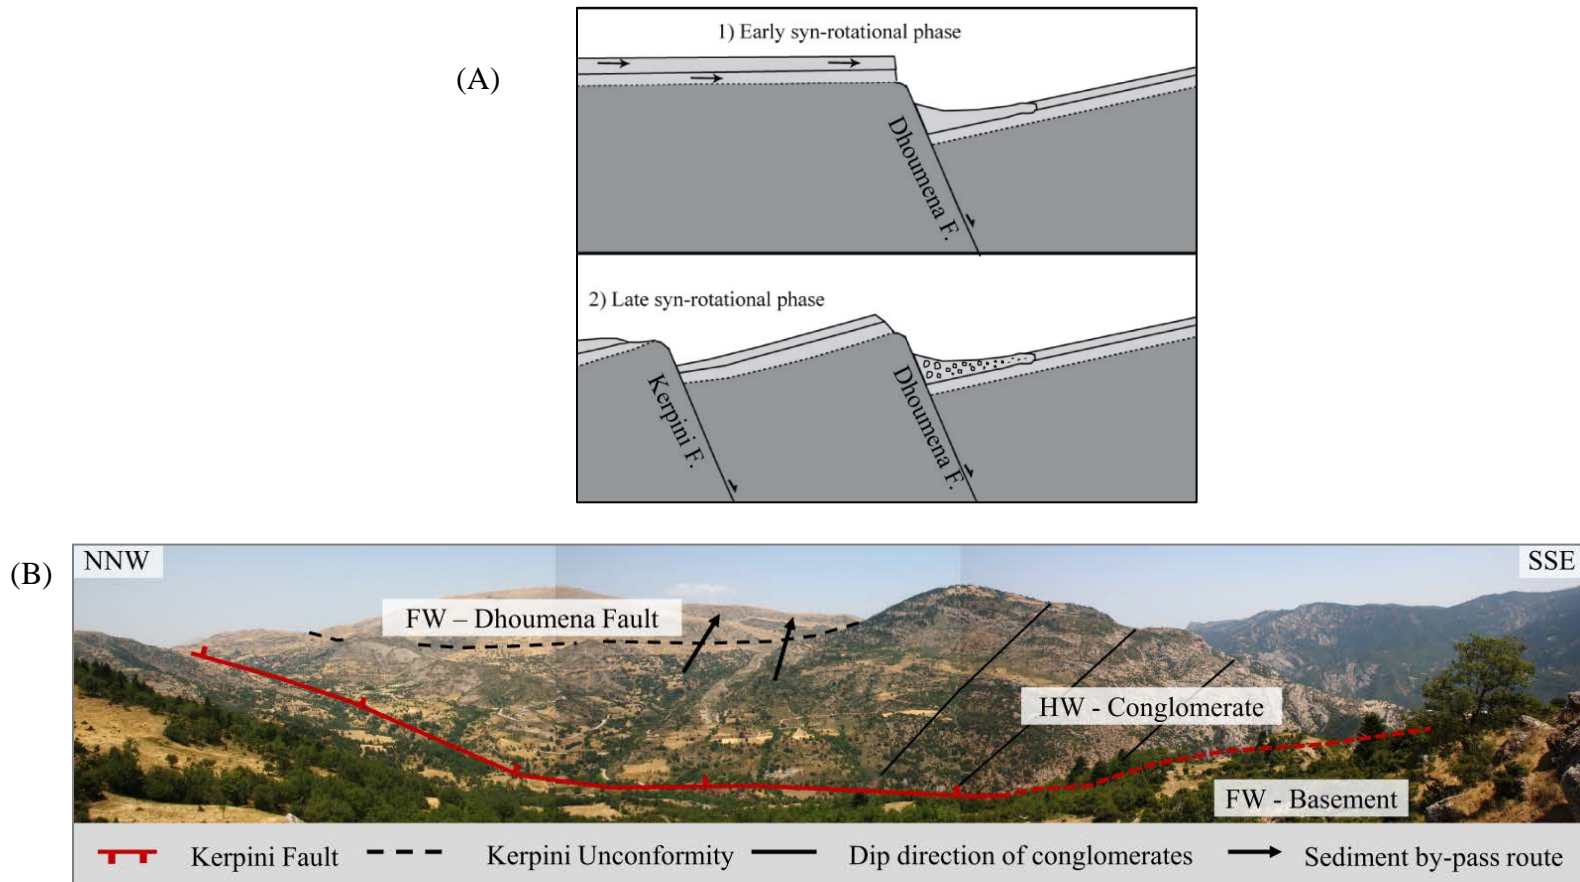 (A)
1) Early syn-rotational phase
Dhoumena F.
2) Late syn-rotational phase
Kerpini F.
Dhoumena F.
(B)
NNW
SSE
FW – Dhoumena Fault
HW - Conglomerate
FW - Basement
Kerpini Fault
Kerpini Unconformity
Dip direction of conglomerates
Sediment by-pass route